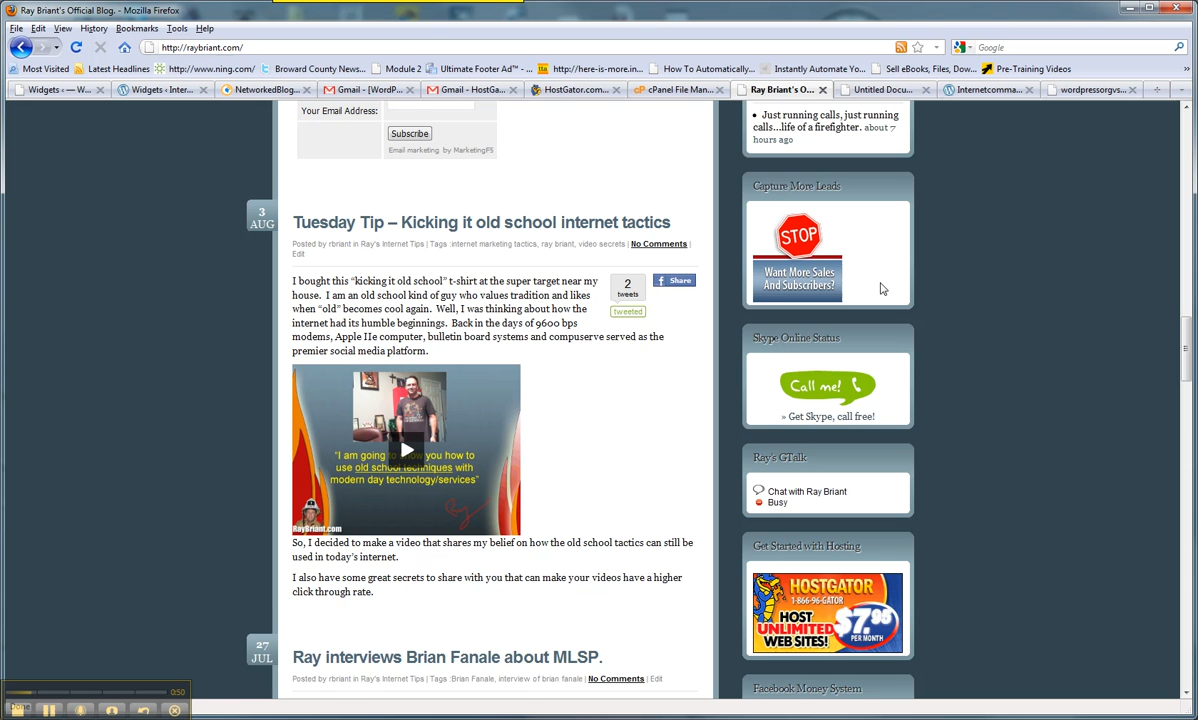 Ray Briant's Official Blog. - Mozilla Firefox
File Edit View History Bookmarks Tools Help
http://raybriant.com/
Google
Most Visited Latest Headlines http://www.ning.com/ Broward County News... Module 2 Ultimate Footer Ad™ -... http://here-is-more.in... How To Automatically... Instantly Automate Yo... Sell eBooks, Files, Dow... Pre-Training Videos
Widgets ‹ — W... Widgets ‹ Inter... NetworkedBlog... Gmail - [WordP... Gmail - HostGa... HostGator.com... cPanel File Man... Ray Briant's O... Untitled Docu... Internetcomma... wordpressorgvs...
Your Email Address:
Subscribe
Email marketing by MarketingFS
3
AUG
Tuesday Tip – Kicking it old school internet tactics
Posted by rbriant in Ray's Internet Tips | Tags :internet marketing tactics, ray briant, video secrets | No Comments |
Edit
I bought this “kicking it old school” t-shirt at the super target near my
house. I am an old school kind of guy who values tradition and likes
when “old” becomes cool again. Well, I was thinking about how the
internet had its humble beginnings. Back in the days of 9600 bps
modems, Apple IIe computer, bulletin board systems and compuserve served as the
premier social media platform.
2
tweets
tweeted
Share
“I am going to show you how to
use old school techniques with
modern day technology/services”
RayBriant.com
So, I decided to make a video that shares my belief on how the old school tactics can still be
used in today’s internet.
I also have some great secrets to share with you that can make your videos have a higher
click through rate.
27
JUL
Ray interviews Brian Fanale about MLSP.
Posted by rbriant in Ray's Internet Tips | Tags :Brian Fanale, interview of brian fanale | No Comments | Edit
Just running calls, just running
calls...life of a firefighter. about 7
hours ago
Capture More Leads
STOP
Want More Sales
And Subscribers?
Skype Online Status
Call me!
» Get Skype, call free!
Ray's GTalk
Chat with Ray Briant
Busy
Get Started with Hosting
HOSTGATOR
1-866-96-GATOR
HOST
UNLIMITED
WEB SITES!
$7.95
PER MONTH
Facebook Money System
0:50
Done